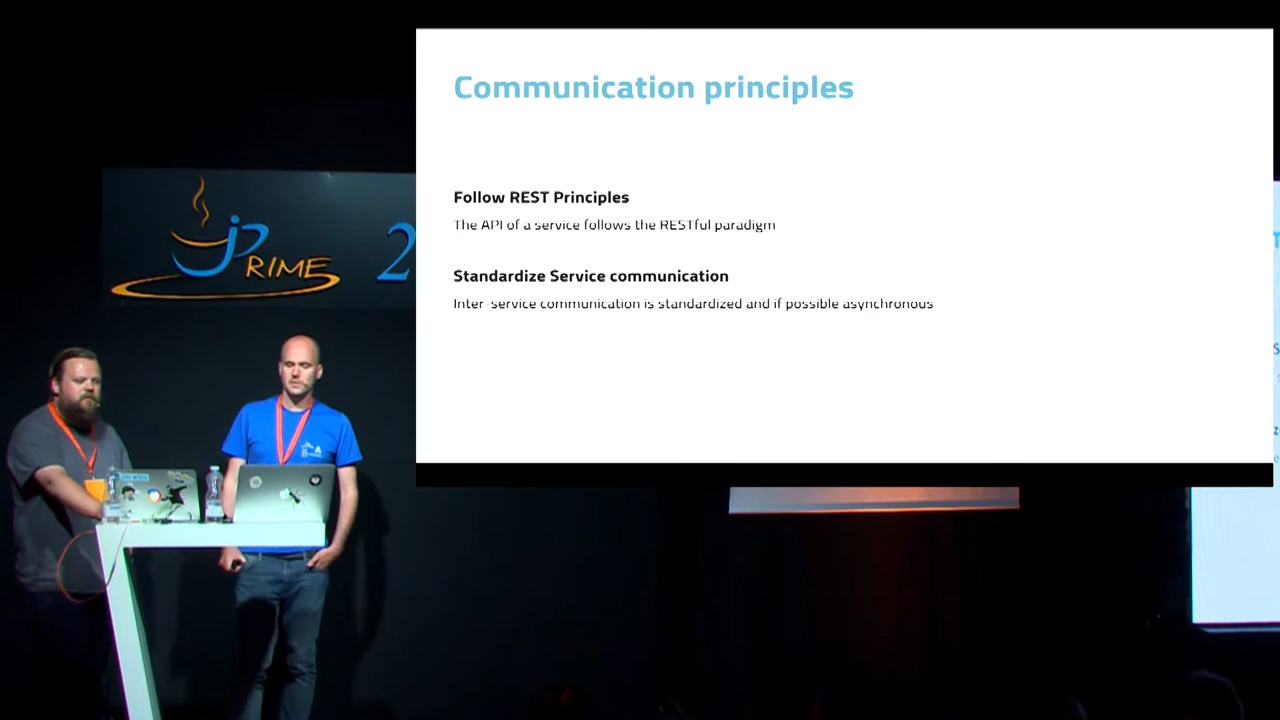 Communication principles
Follow REST Principles
The API of a service follows the RESTful paradigm
Standardize Service communication
Inter-service communication is standardized and if possible asynchronous
jPRIME 2